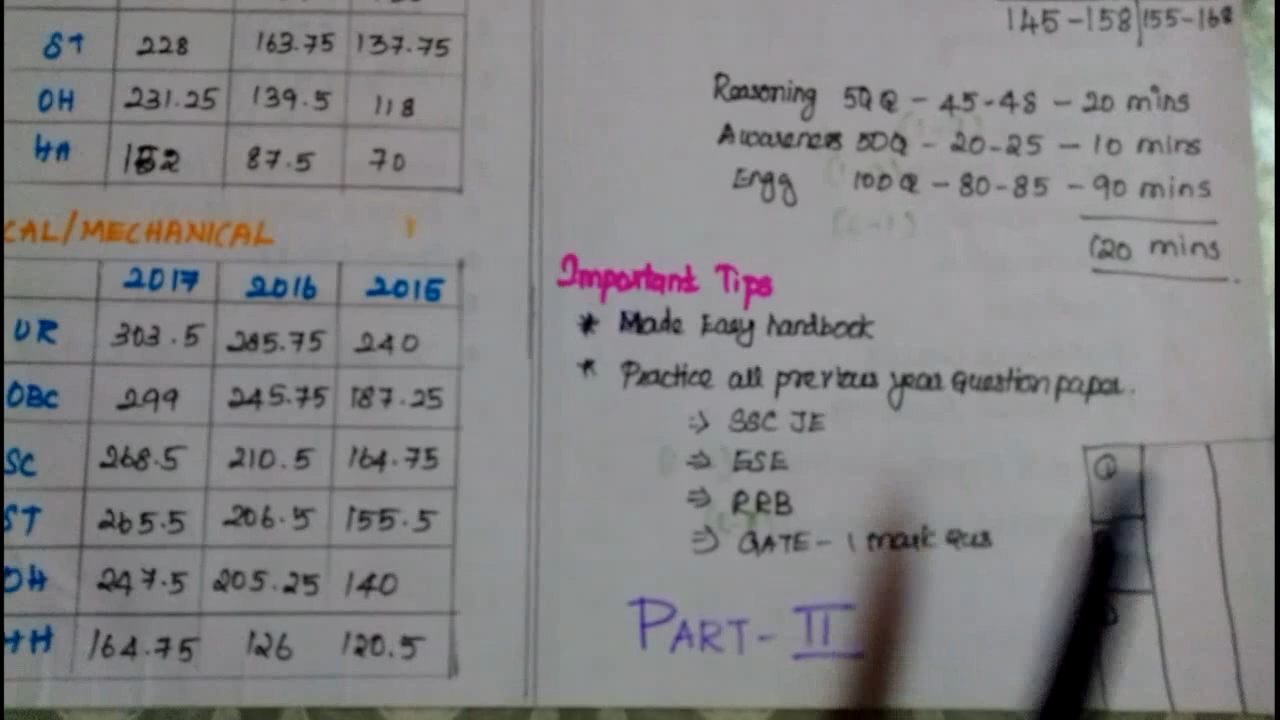 ST 228 163.75 137.75
OH 231.25 139.5 118
HH 152 87.5 70
CAL/MECHANICAL
2017 2016 2015
UR 303.5 285.75 240
OBC 299 245.75 187.25
SC 268.5 210.5 164.75
ST 265.5 206.5 155.5
OH 247.5 205.25 140
HH 164.75 126 120.5
145-158 155-168
Reasoning 50Q - 45-48 - 20 mins
Awareness 50Q - 20-25 - 10 mins
Engg 100Q - 80-85 - 90 mins
120 mins
Important Tips
* Made Easy handbook
* Practice all previous year Question paper.
⇒ SSC JE
⇒ ESE
⇒ RRB
⇒ GATE - 1 mark Qus
PART-II